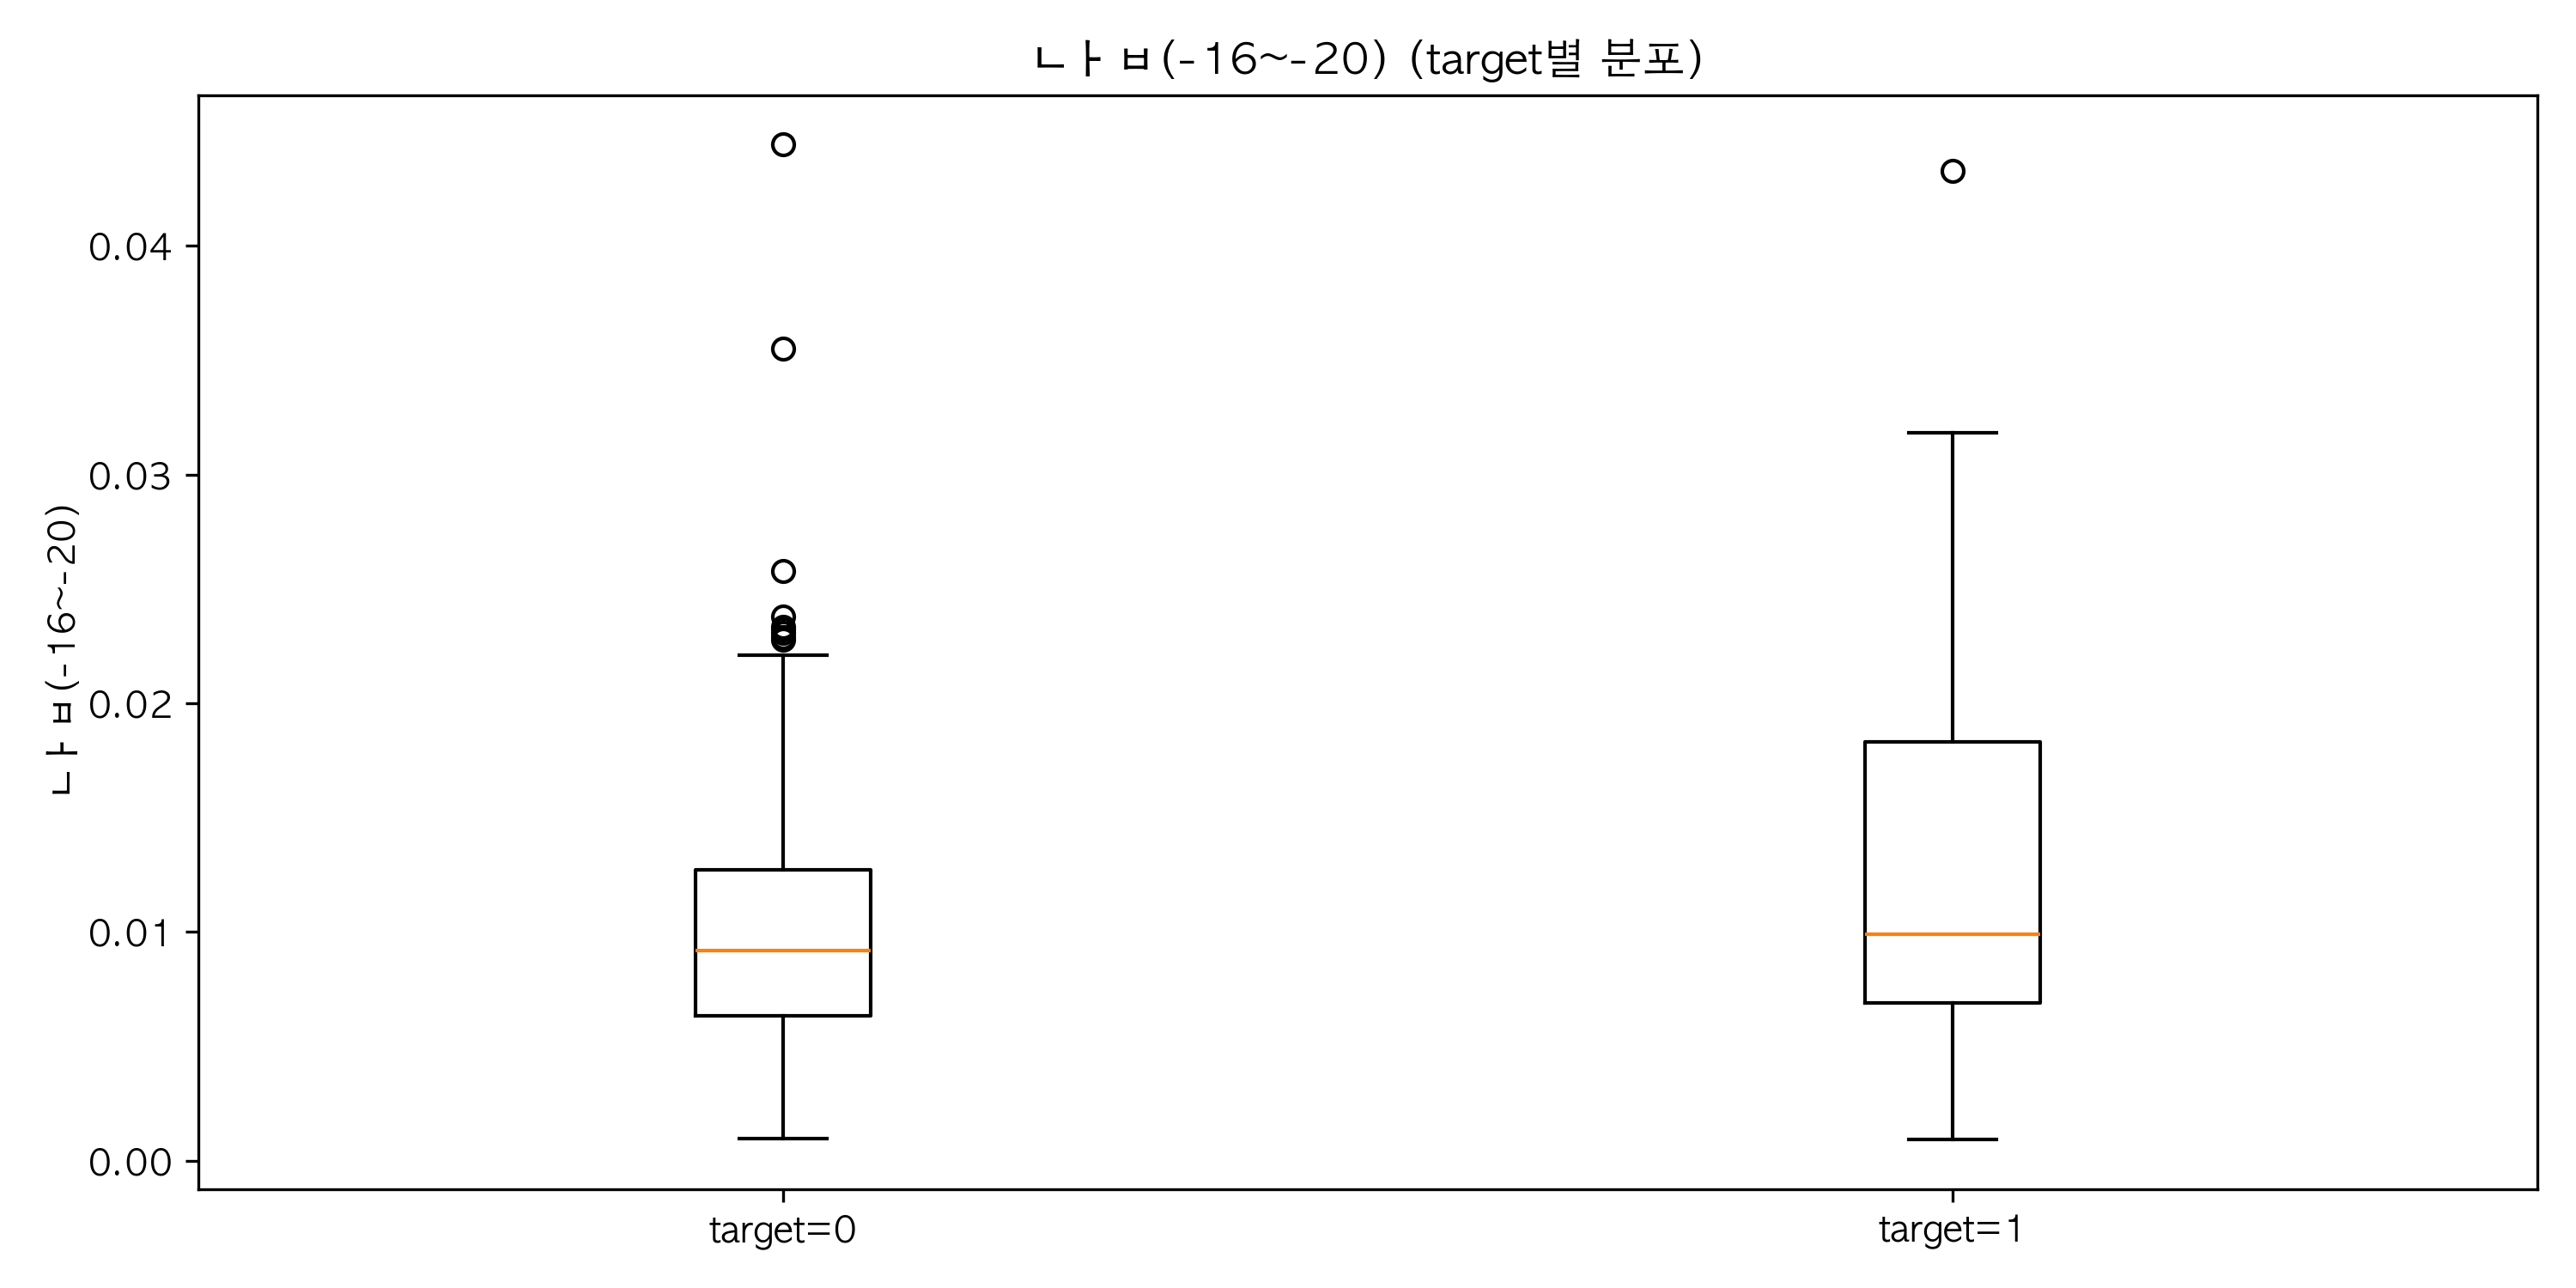 ㄴㅏㅂ(-16~-20) (target별 분포)
ㄴㅏㅂ(-16~-20)
0.04
0.03
0.02
0.01
0.00
target=0 target=1